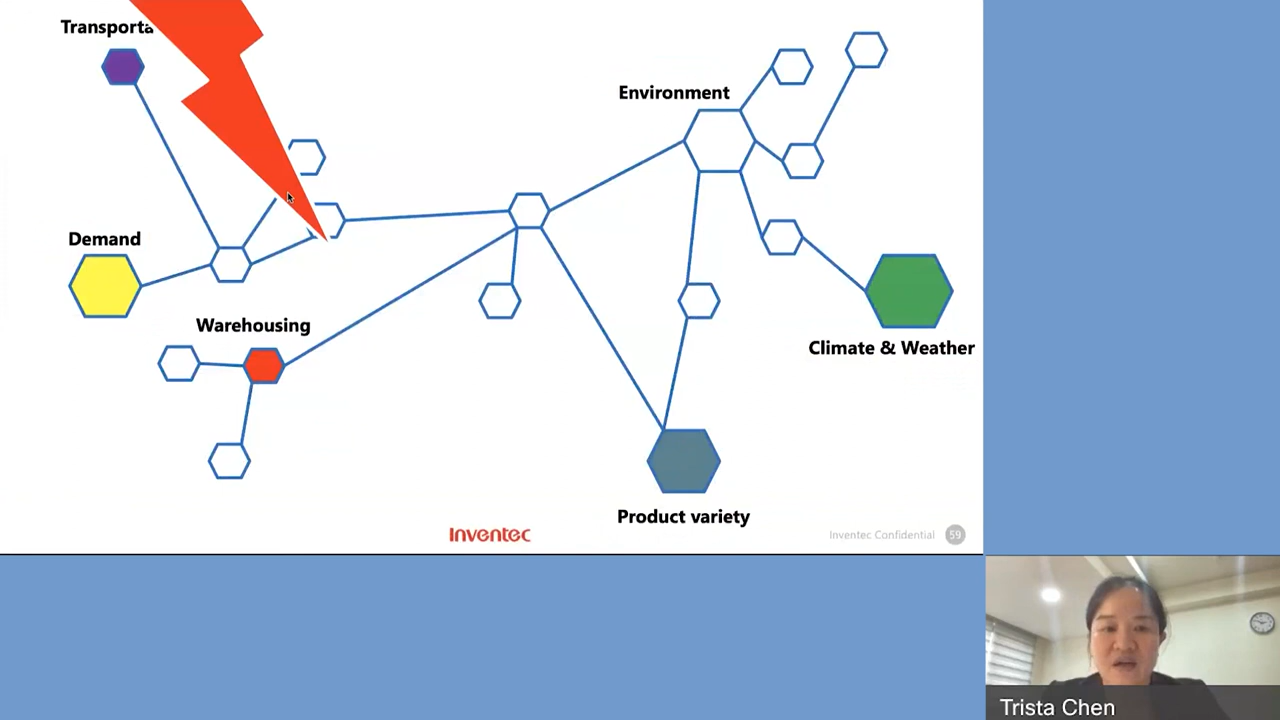 Transporta
Environment
Demand
Warehousing
Climate & Weather
Product variety
Inventec
Inventec Confidential
59
Trista Chen